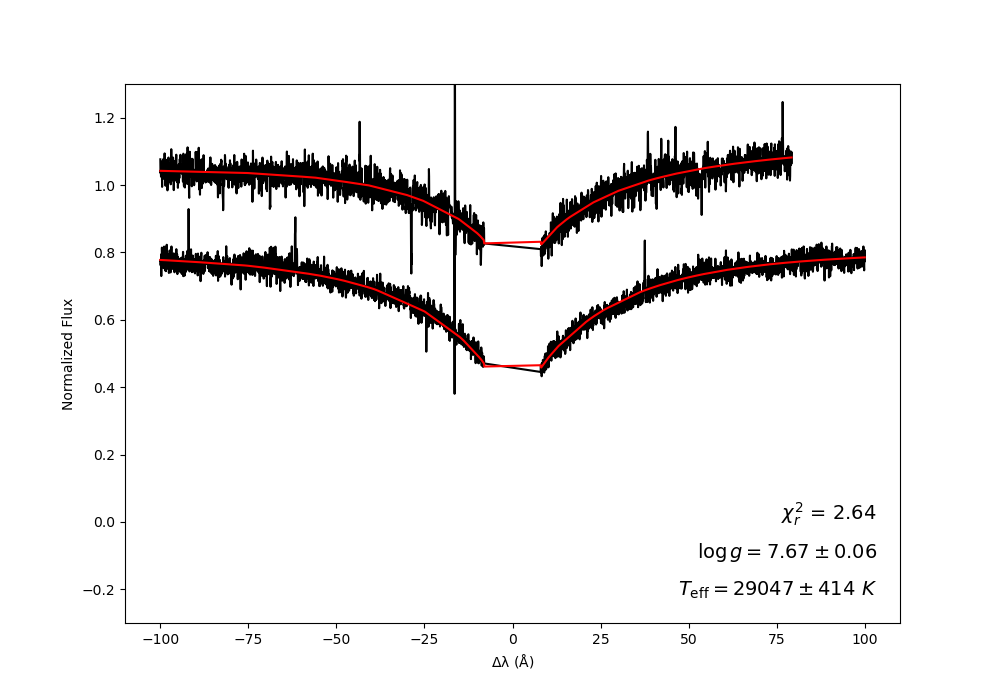 1.2
1.0
0.8
0.6
0.4
0.2
0.0
−0.2
Normalized Flux
χ²ᵣ = 2.64
log g = 7.67 ± 0.06
T_eff = 29047 ± 414 K
−100 −75 −50 −25 0 25 50 75 100
Δλ (Å)